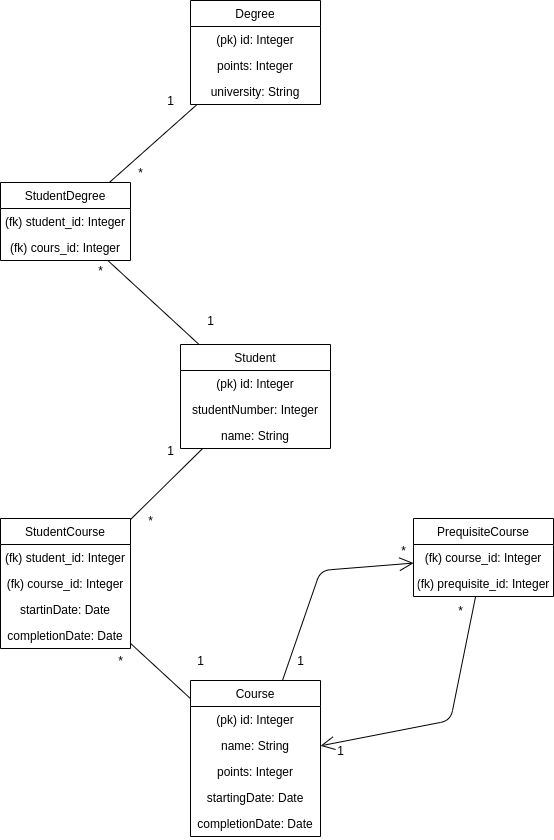 Degree
(pk) id: Integer
points: Integer
university: String
1
*
StudentDegree
(fk) student_id: Integer
(fk) cours_id: Integer
*
1
Student
(pk) id: Integer
studentNumber: Integer
name: String
1
*
StudentCourse
(fk) student_id: Integer
(fk) course_id: Integer
startinDate: Date
completionDate: Date
*
1
PrequisiteCourse
(fk) course_id: Integer
(fk) prequisite_id: Integer
*
*
1
1
Course
(pk) id: Integer
name: String
points: Integer
startingDate: Date
completionDate: Date